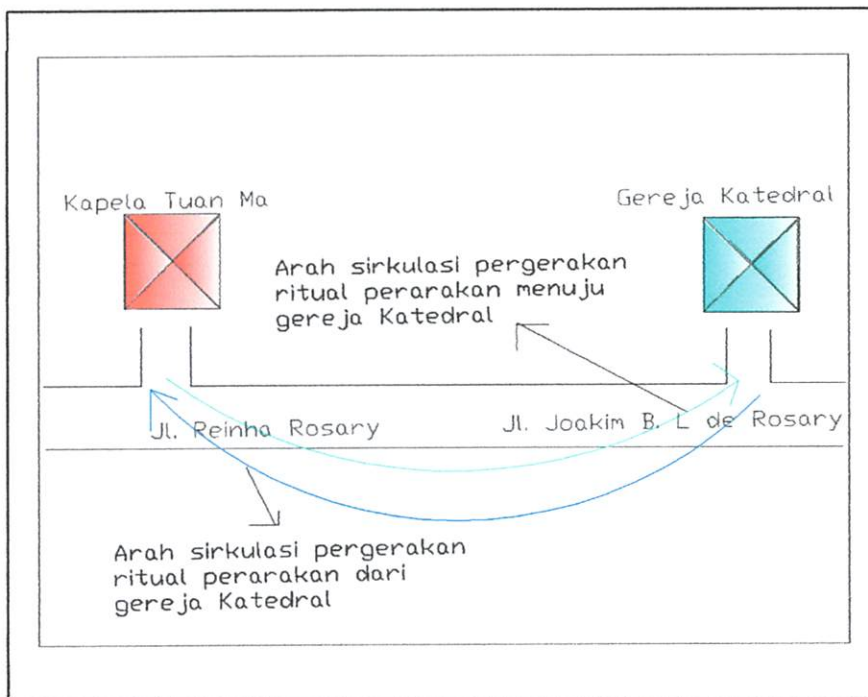 Kapela Tuan Ma
Gereja Katedral
Arah sirkulasi pergerakan
ritual perarakan menuju
gereja Katedral
Jl. Reinha Rosary
Jl. Joakim B. L de Rosary
Arah sirkulasi pergerakan
ritual perarakan dari
gereja Katedral